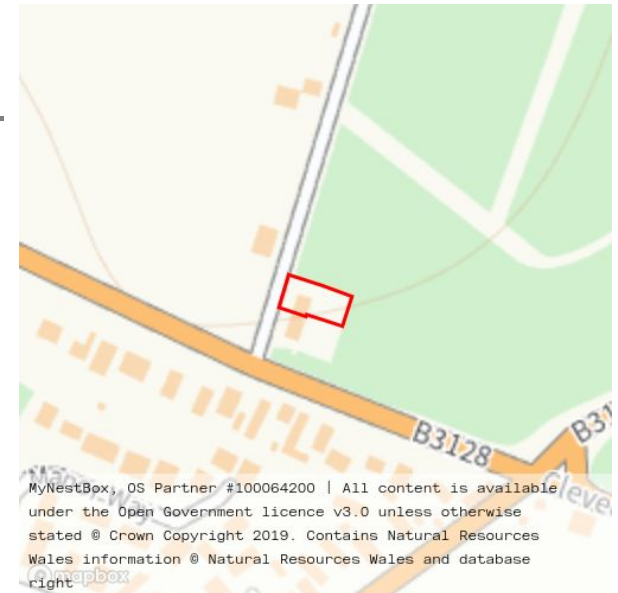 B3128
B31
MyNestBox, OS Partner #100064200 | All content is available
under the Open Government licence v3.0 unless otherwise
stated © Crown Copyright 2019. Contains Natural Resources
Wales information © Natural Resources Wales and database
right
mapbox